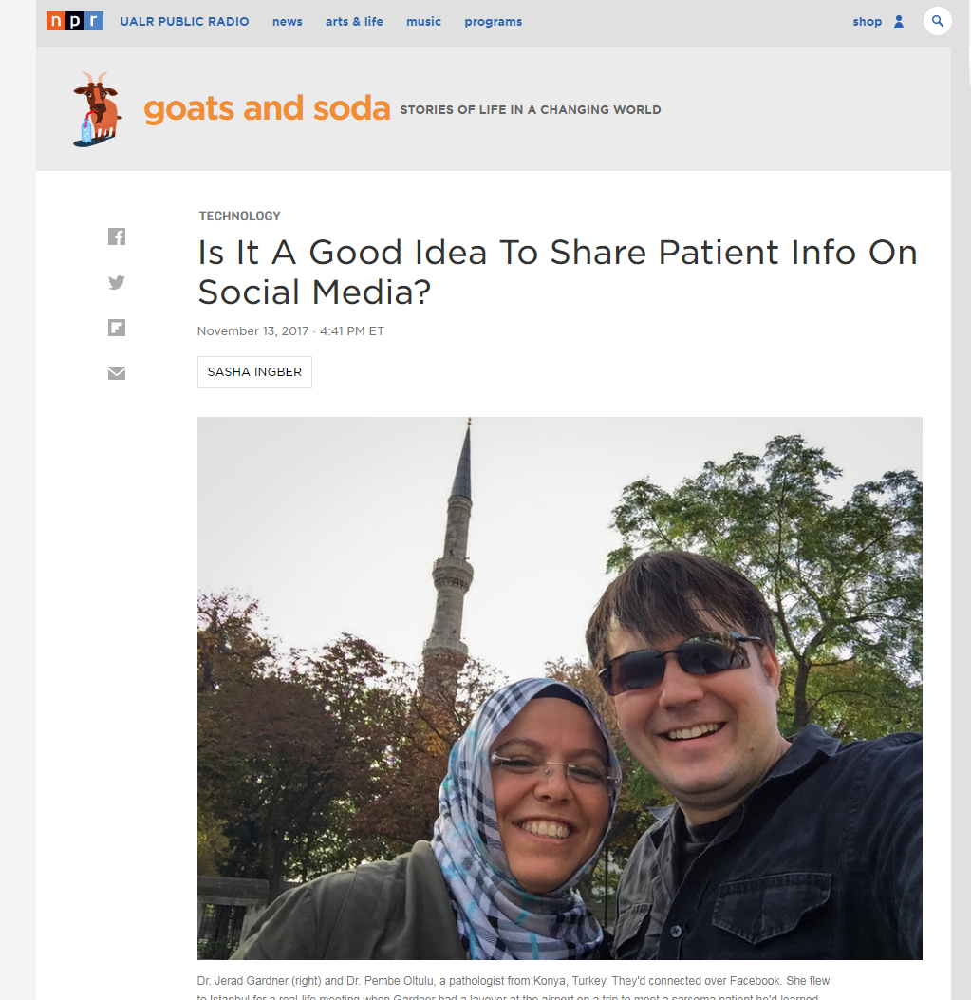 npr UALR PUBLIC RADIO news arts & life music programs shop
goats and soda STORIES OF LIFE IN A CHANGING WORLD
TECHNOLOGY
Is It A Good Idea To Share Patient Info On
Social Media?
November 13, 2017 · 4:41 PM ET
SASHA INGBER
Dr. Jerad Gardner (right) and Dr. Pembe Oltulu, a pathologist from Konya, Turkey. They'd connected over Facebook. She flew
to Istanbul for a real-life meeting when Gardner had a layover at the airport on a trip to meet a sarcoma patient he'd learned